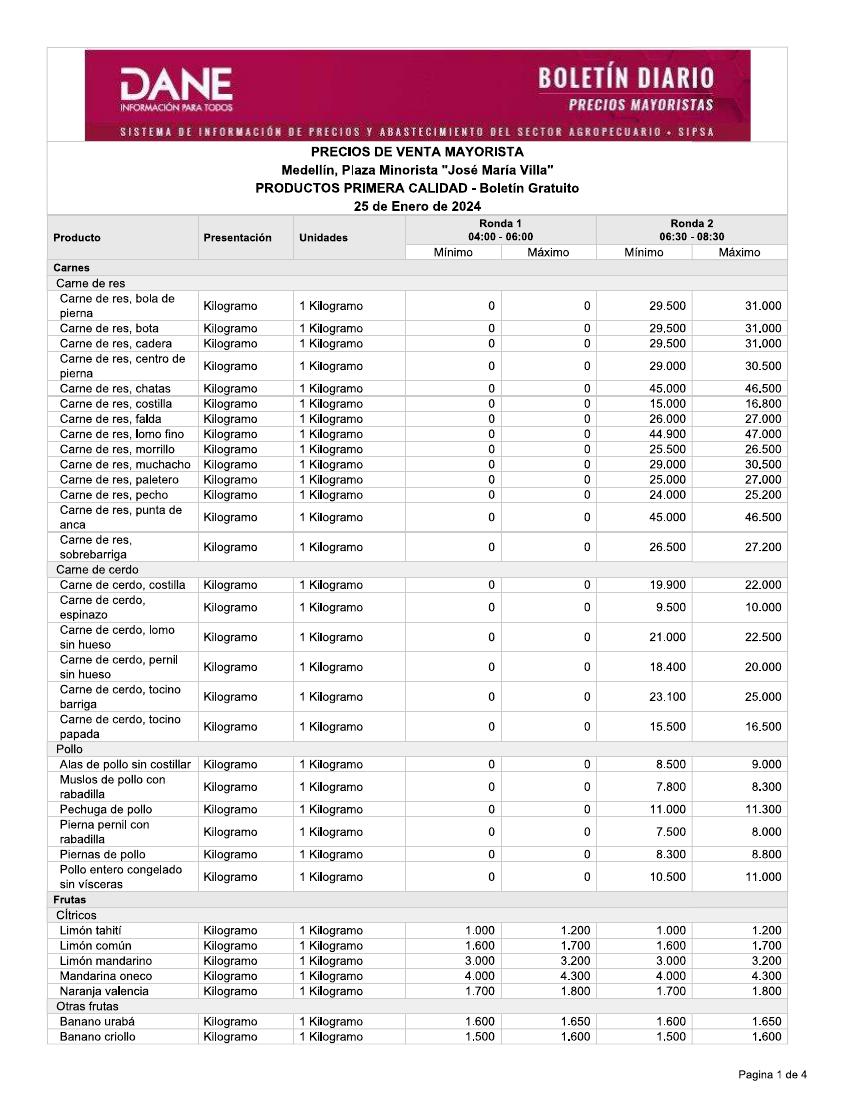 DANE
INFORMACIÓN PARA TODOS
BOLETÍN DIARIO
PRECIOS MAYORISTAS
SISTEMA DE INFORMACIÓN DE PRECIOS Y ABASTECIMIENTO DEL SECTOR AGROPECUARIO • SIPSA
PRECIOS DE VENTA MAYORISTA
Medellín, Plaza Minorista "José María Villa"
PRODUCTOS PRIMERA CALIDAD - Boletín Gratuito
25 de Enero de 2024
Producto Presentación Unidades Ronda 1 Ronda 2
04:00 - 06:00 06:30 - 08:30
Mínimo Máximo Mínimo Máximo
Carnes
Carne de res
Carne de res, bola de
pierna Kilogramo 1 Kilogramo 0 0 29.500 31.000
Carne de res, bota Kilogramo 1 Kilogramo 0 0 29.500 31.000
Carne de res, cadera Kilogramo 1 Kilogramo 0 0 29.500 31.000
Carne de res, centro de
pierna Kilogramo 1 Kilogramo 0 0 29.000 30.500
Carne de res, chatas Kilogramo 1 Kilogramo 0 0 45.000 46.500
Carne de res, costilla Kilogramo 1 Kilogramo 0 0 15.000 16.800
Carne de res, falda Kilogramo 1 Kilogramo 0 0 26.000 27.000
Carne de res, lomo fino Kilogramo 1 Kilogramo 0 0 44.900 47.000
Carne de res, morrillo Kilogramo 1 Kilogramo 0 0 25.500 26.500
Carne de res, muchacho Kilogramo 1 Kilogramo 0 0 29.000 30.500
Carne de res, paletero Kilogramo 1 Kilogramo 0 0 25.000 27.000
Carne de res, pecho Kilogramo 1 Kilogramo 0 0 24.000 25.200
Carne de res, punta de
anca Kilogramo 1 Kilogramo 0 0 45.000 46.500
Carne de res,
sobrebarriga Kilogramo 1 Kilogramo 0 0 26.500 27.200
Carne de cerdo
Carne de cerdo, costilla Kilogramo 1 Kilogramo 0 0 19.900 22.000
Carne de cerdo,
espinazo Kilogramo 1 Kilogramo 0 0 9.500 10.000
Carne de cerdo, lomo
sin hueso Kilogramo 1 Kilogramo 0 0 21.000 22.500
Carne de cerdo, pernil
sin hueso Kilogramo 1 Kilogramo 0 0 18.400 20.000
Carne de cerdo, tocino
barriga Kilogramo 1 Kilogramo 0 0 23.100 25.000
Carne de cerdo, tocino
papada Kilogramo 1 Kilogramo 0 0 15.500 16.500
Pollo
Alas de pollo sin costillar Kilogramo 1 Kilogramo 0 0 8.500 9.000
Muslos de pollo con
rabadilla Kilogramo 1 Kilogramo 0 0 7.800 8.300
Pechuga de pollo Kilogramo 1 Kilogramo 0 0 11.000 11.300
Pierna pernil con
rabadilla Kilogramo 1 Kilogramo 0 0 7.500 8.000
Piernas de pollo Kilogramo 1 Kilogramo 0 0 8.300 8.800
Pollo entero congelado
sin vísceras Kilogramo 1 Kilogramo 0 0 10.500 11.000
Frutas
CÍtricos
Limón tahití Kilogramo 1 Kilogramo 1.000 1.200 1.000 1.200
Limón común Kilogramo 1 Kilogramo 1.600 1.700 1.600 1.700
Limón mandarino Kilogramo 1 Kilogramo 3.000 3.200 3.000 3.200
Mandarina oneco Kilogramo 1 Kilogramo 4.000 4.300 4.000 4.300
Naranja valencia Kilogramo 1 Kilogramo 1.700 1.800 1.700 1.800
Otras frutas
Banano urabá Kilogramo 1 Kilogramo 1.600 1.650 1.600 1.650
Banano criollo Kilogramo 1 Kilogramo 1.500 1.600 1.500 1.600
Pagina 1 de 4